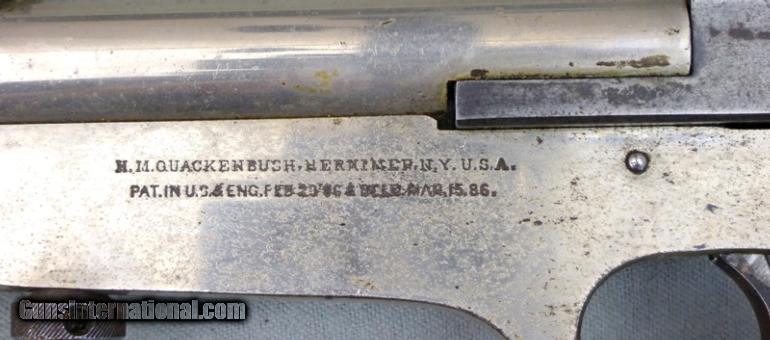 H.M.QUACKENBUSH.HERKIMER.N,Y.U.S.A.
PAT.IN U.S.& ENG.FEB 23 '86 & BELG.MAR,15.86.
GunsInternational.com